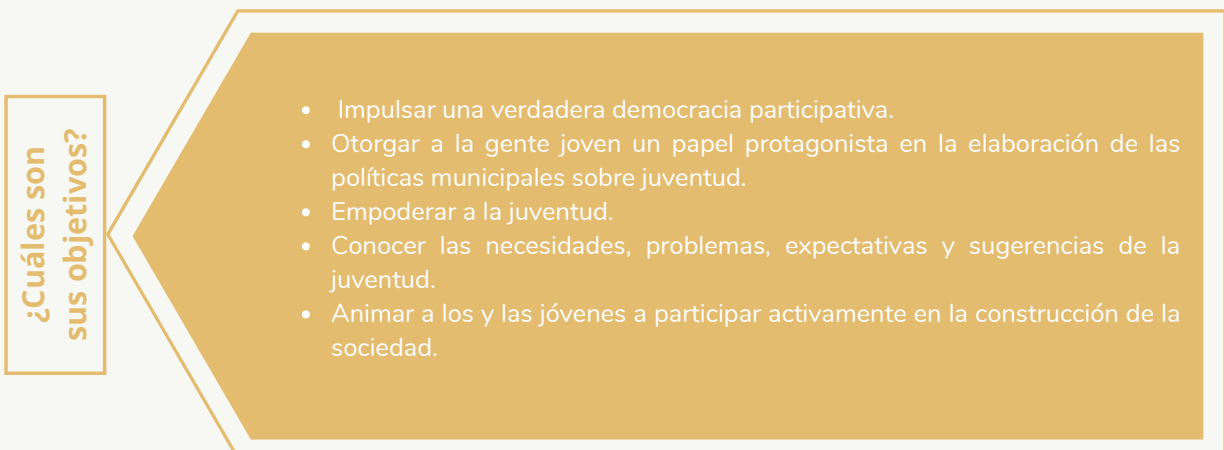 ¿Cuáles son
sus objetivos?
• Impulsar una verdadera democracia participativa.
• Otorgar a la gente joven un papel protagonista en la elaboración de las
políticas municipales sobre juventud.
• Empoderar a la juventud.
• Conocer las necesidades, problemas, expectativas y sugerencias de la
juventud.
• Animar a los y las jóvenes a participar activamente en la construcción de la
sociedad.